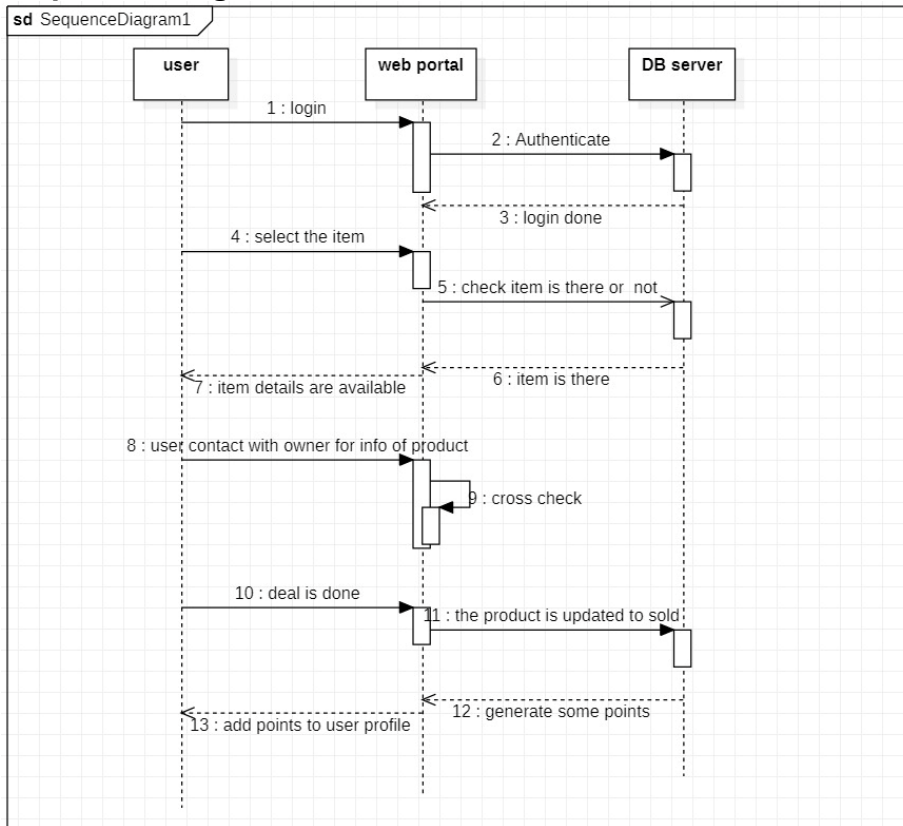 sd SequenceDiagram1
user
web portal
DB server
1 : login
2 : Authenticate
3 : login done
4 : select the item
5 : check item is there or  not
6 : item is there
7 : item details are available
8 : user contact with owner for info of product
9 : cross check
10 : deal is done
11 : the product is updated to sold
12 : generate some points
13 : add points to user profile